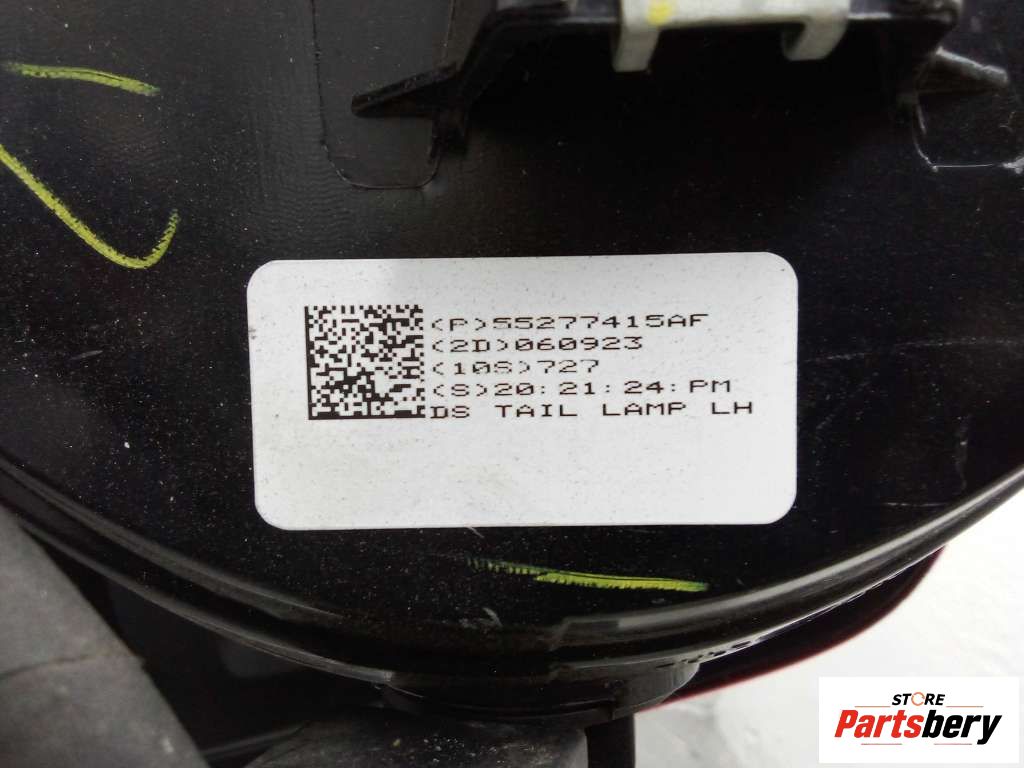 (P)55277415AF
(2D)060923
(10S)727
(S)20:21:24:PM
DS TAIL LAMP LH
STORE
Partsbery